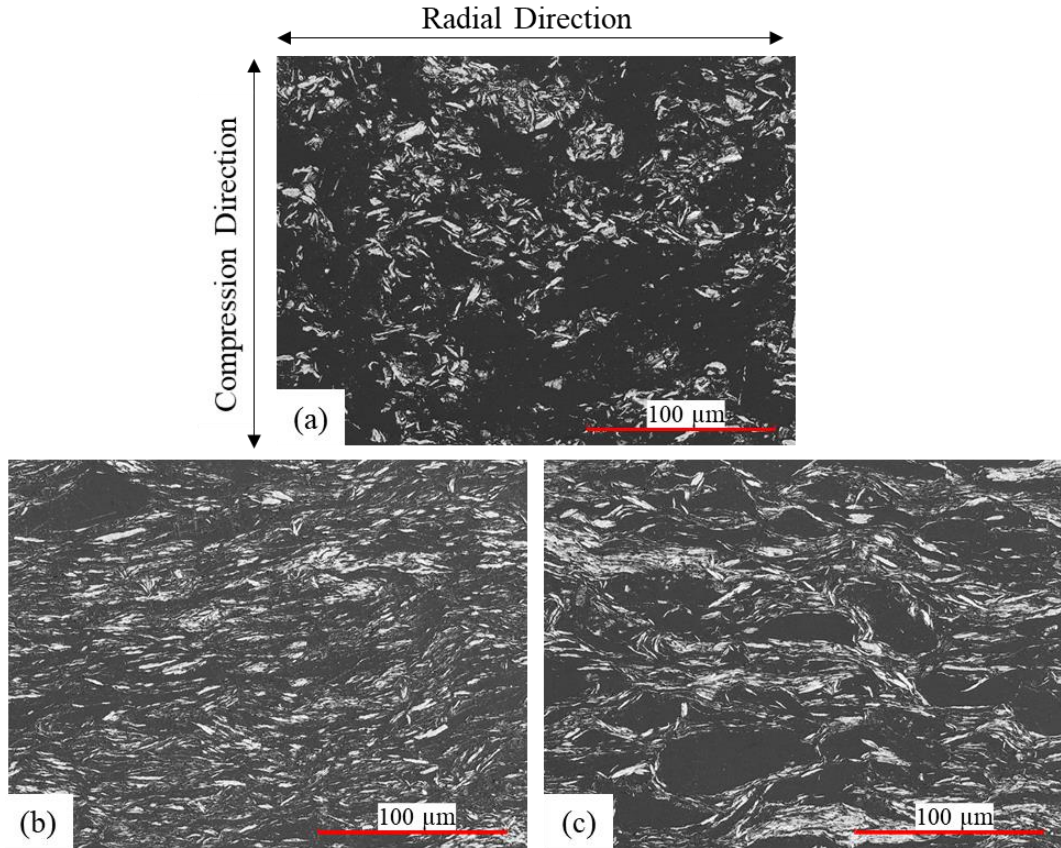 Radial Direction
Compression Direction
(a)
100 µm
(b)
100 µm
(c)
100 µm